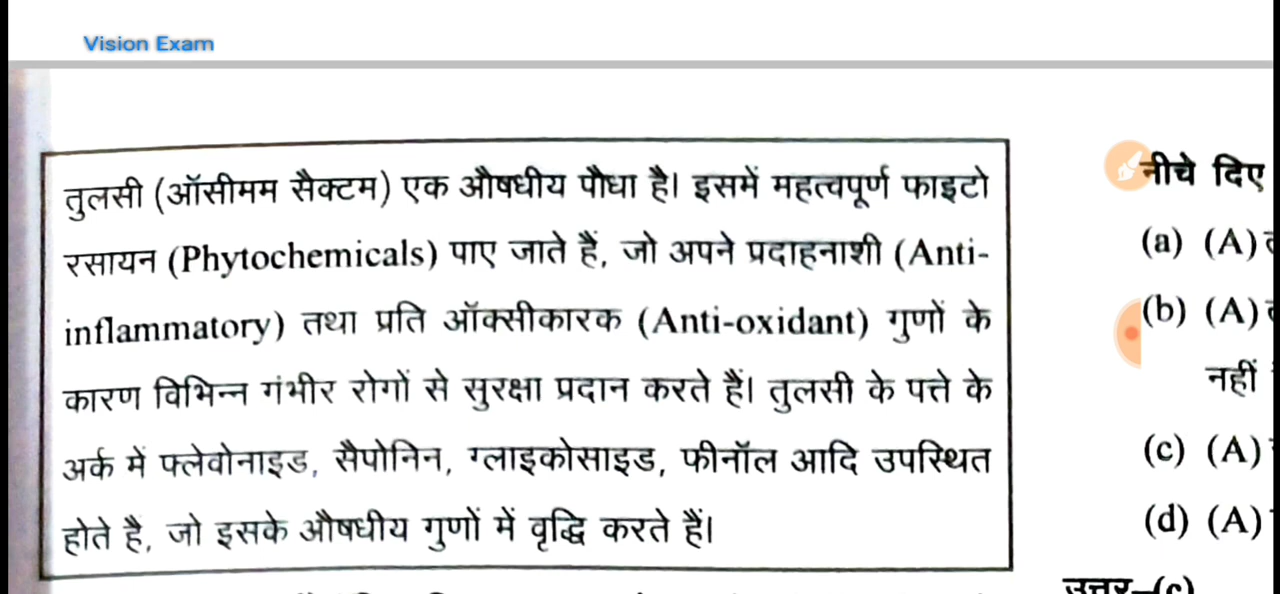 Vision Exam
तुलसी (ऑसीमम सैक्टम) एक औषधीय पौधा है। इसमें महत्वपूर्ण फाइटो
रसायन (Phytochemicals) पाए जाते हैं, जो अपने प्रदाहनाशी (Anti-
inflammatory) तथा प्रति ऑक्सीकारक (Anti-oxidant) गुणों के
कारण विभिन्न गंभीर रोगों से सुरक्षा प्रदान करते हैं। तुलसी के पत्ते के
अर्क में फ्लेवोनाइड, सैपोनिन, ग्लाइकोसाइड, फीनॉल आदि उपस्थित
होते है, जो इसके औषधीय गुणों में वृद्धि करते हैं।
नीचे दिए
(a) (A)
(b) (A)
नहीं
(c) (A)
(d) (A)
उत्तर–(c)